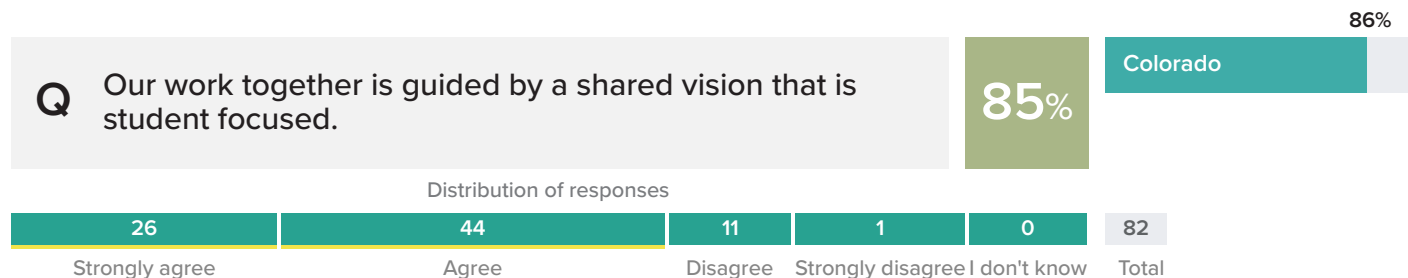 86%
Q
Our work together is guided by a shared vision that is
student focused.
85%
Colorado
Distribution of responses
26 44 11 1 0 82
Strongly agree Agree Disagree Strongly disagree I don't know Total